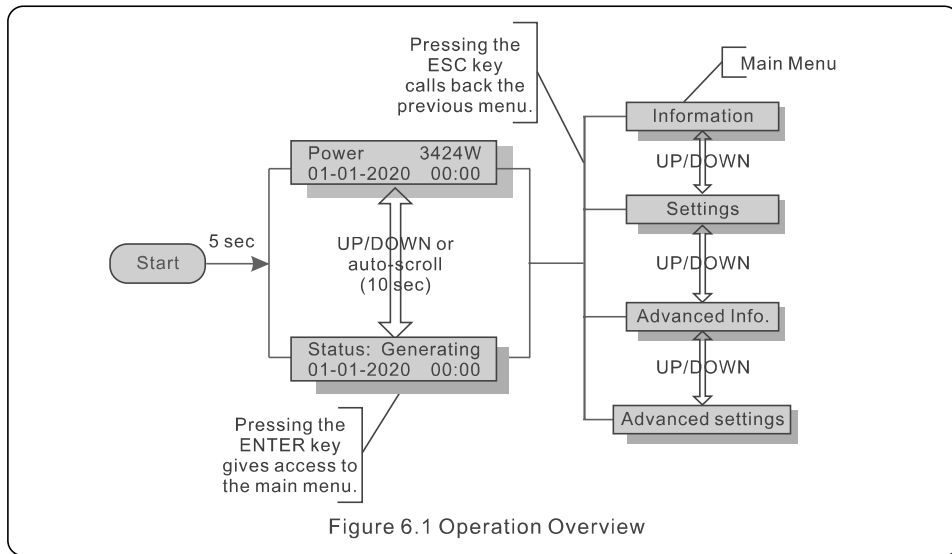 Pressing the
ESC key
calls back the
previous menu.
Main Menu
Information
UP/DOWN
Settings
UP/DOWN
Advanced Info.
UP/DOWN
Advanced settings
Power 3424W
01-01-2020 00:00
5 sec
Start
UP/DOWN or
auto-scroll
(10 sec)
Status: Generating
01-01-2020 00:00
Pressing the
ENTER key
gives access to
the main menu.
Figure 6.1 Operation Overview